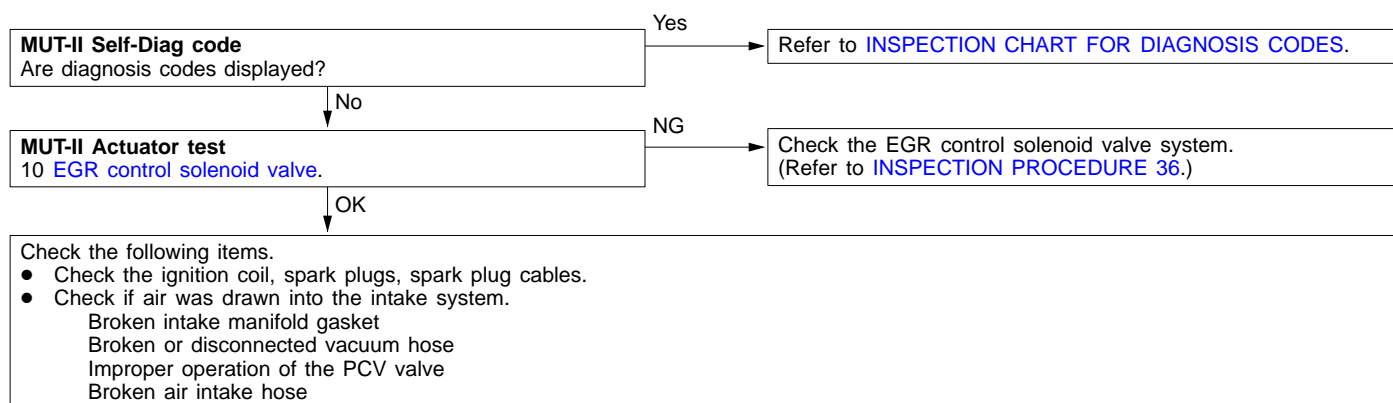 MUT-II Self-Diag code
Are diagnosis codes displayed?
Yes
Refer to INSPECTION CHART FOR DIAGNOSIS CODES.
No
MUT-II Actuator test
10 EGR control solenoid valve.
NG
Check the EGR control solenoid valve system.
(Refer to INSPECTION PROCEDURE 36.)
OK
Check the following items.
● Check the ignition coil, spark plugs, spark plug cables.
● Check if air was drawn into the intake system.
Broken intake manifold gasket
Broken or disconnected vacuum hose
Improper operation of the PCV valve
Broken air intake hose